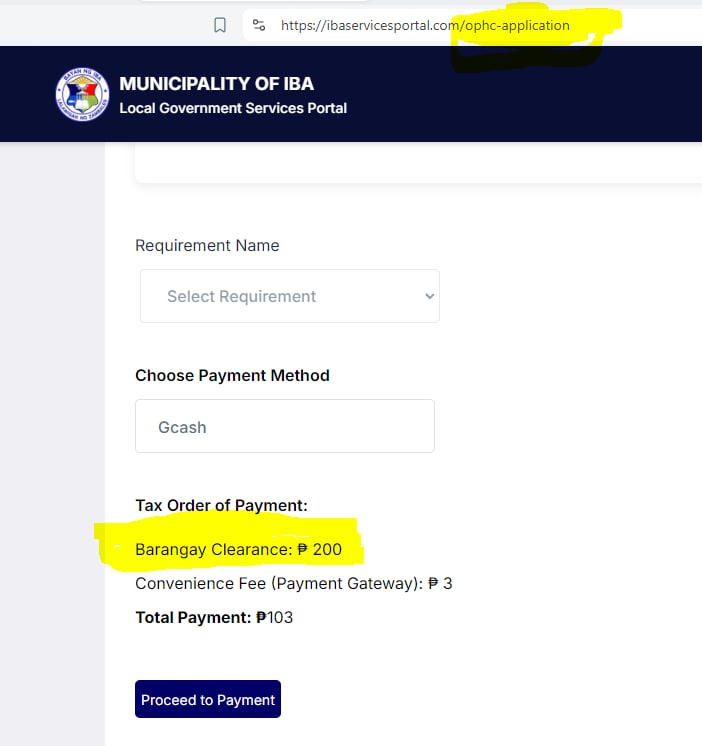 https://ibaservicesportal.com/ophc-application
MUNICIPALITY OF IBA
Local Government Services Portal
Requirement Name
Select Requirement
Choose Payment Method
Gcash
Tax Order of Payment:
Barangay Clearance: ₱ 200
Convenience Fee (Payment Gateway): ₱ 3
Total Payment: ₱103
Proceed to Payment